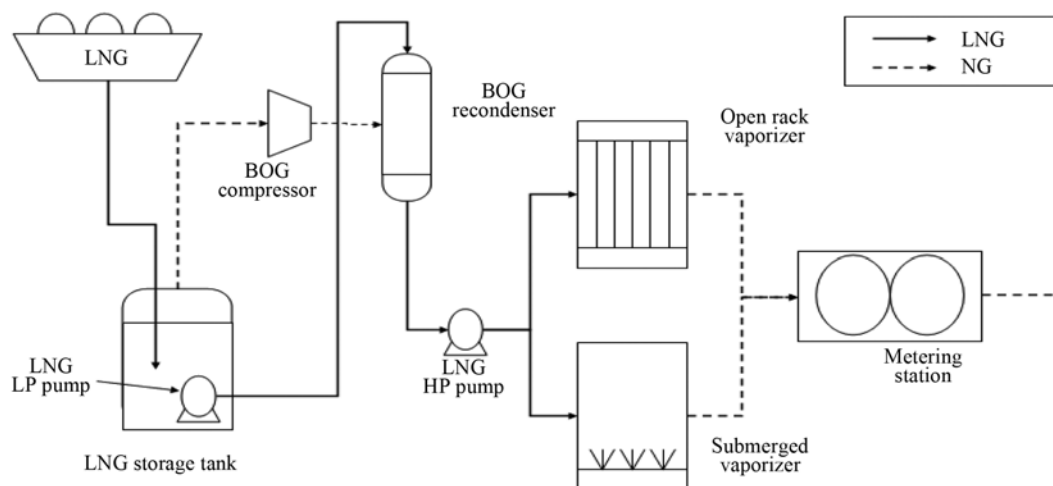 LNG
LNG
NG
BOG
recondenser
Open rack
vaporizer
BOG
compressor
LNG
LP pump
LNG
HP pump
Metering
station
LNG storage tank
Submerged
vaporizer